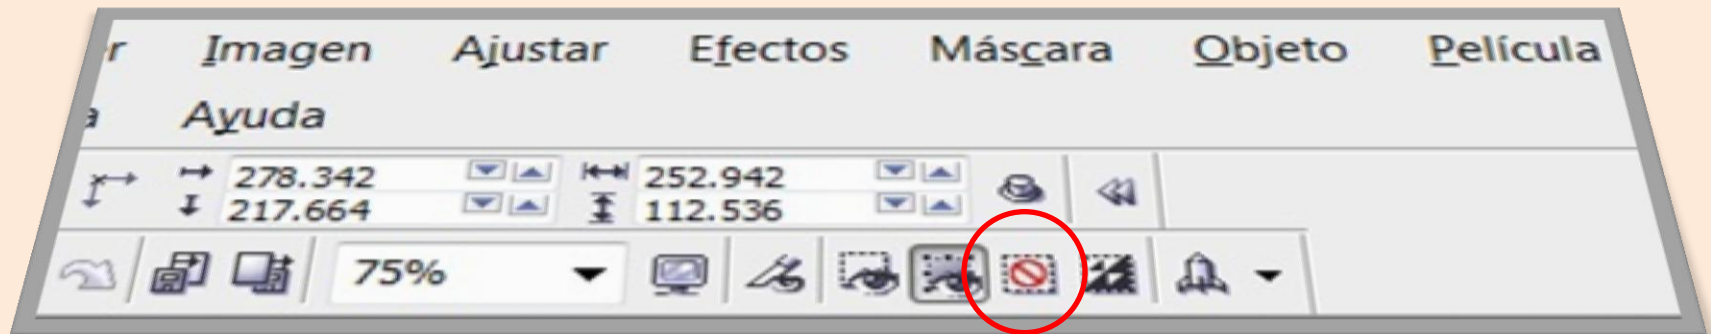 r Imagen Ajustar Efectos Máscara Objeto Película
a Ayuda
278.342 252.942
217.664 112.536
75%